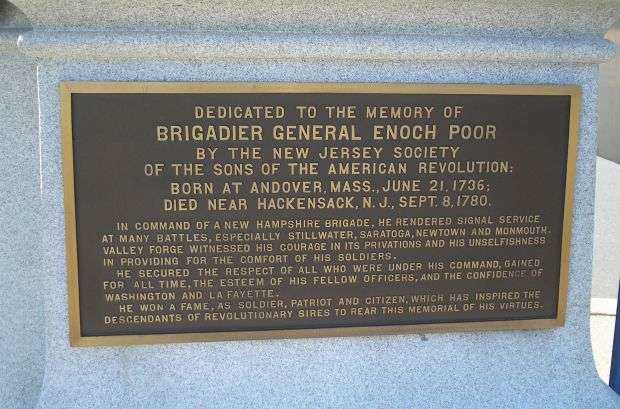 DEDICATED TO THE MEMORY OF
BRIGADIER GENERAL ENOCH POOR
BY THE NEW JERSEY SOCIETY
OF THE SONS OF THE AMERICAN REVOLUTION:
BORN AT ANDOVER, MASS., JUNE 21, 1736;
DIED NEAR HACKENSACK, N.J., SEPT. 8, 1780.
IN COMMAND OF A NEW HAMPSHIRE BRIGADE, HE RENDERED SIGNAL SERVICE
AT MANY BATTLES, ESPECIALLY STILLWATER, SARATOGA, NEWTOWN AND MONMOUTH.
VALLEY FORGE WITNESSED HIS COURAGE IN ITS PRIVATIONS AND HIS UNSELFISHNESS
IN PROVIDING FOR THE COMFORT OF HIS SOLDIERS.
HE SECURED THE RESPECT OF ALL WHO WERE UNDER HIS COMMAND, GAINED
FOR ALL TIME, THE ESTEEM OF HIS FELLOW OFFICERS, AND THE CONFIDENCE OF
WASHINGTON AND LA FAYETTE.
HE WON A FAME, AS SOLDIER, PATRIOT AND CITIZEN, WHICH HAS INSPIRED THE
DESCENDANTS OF REVOLUTIONARY SIRES TO REAR THIS MEMORIAL OF HIS VIRTUES.